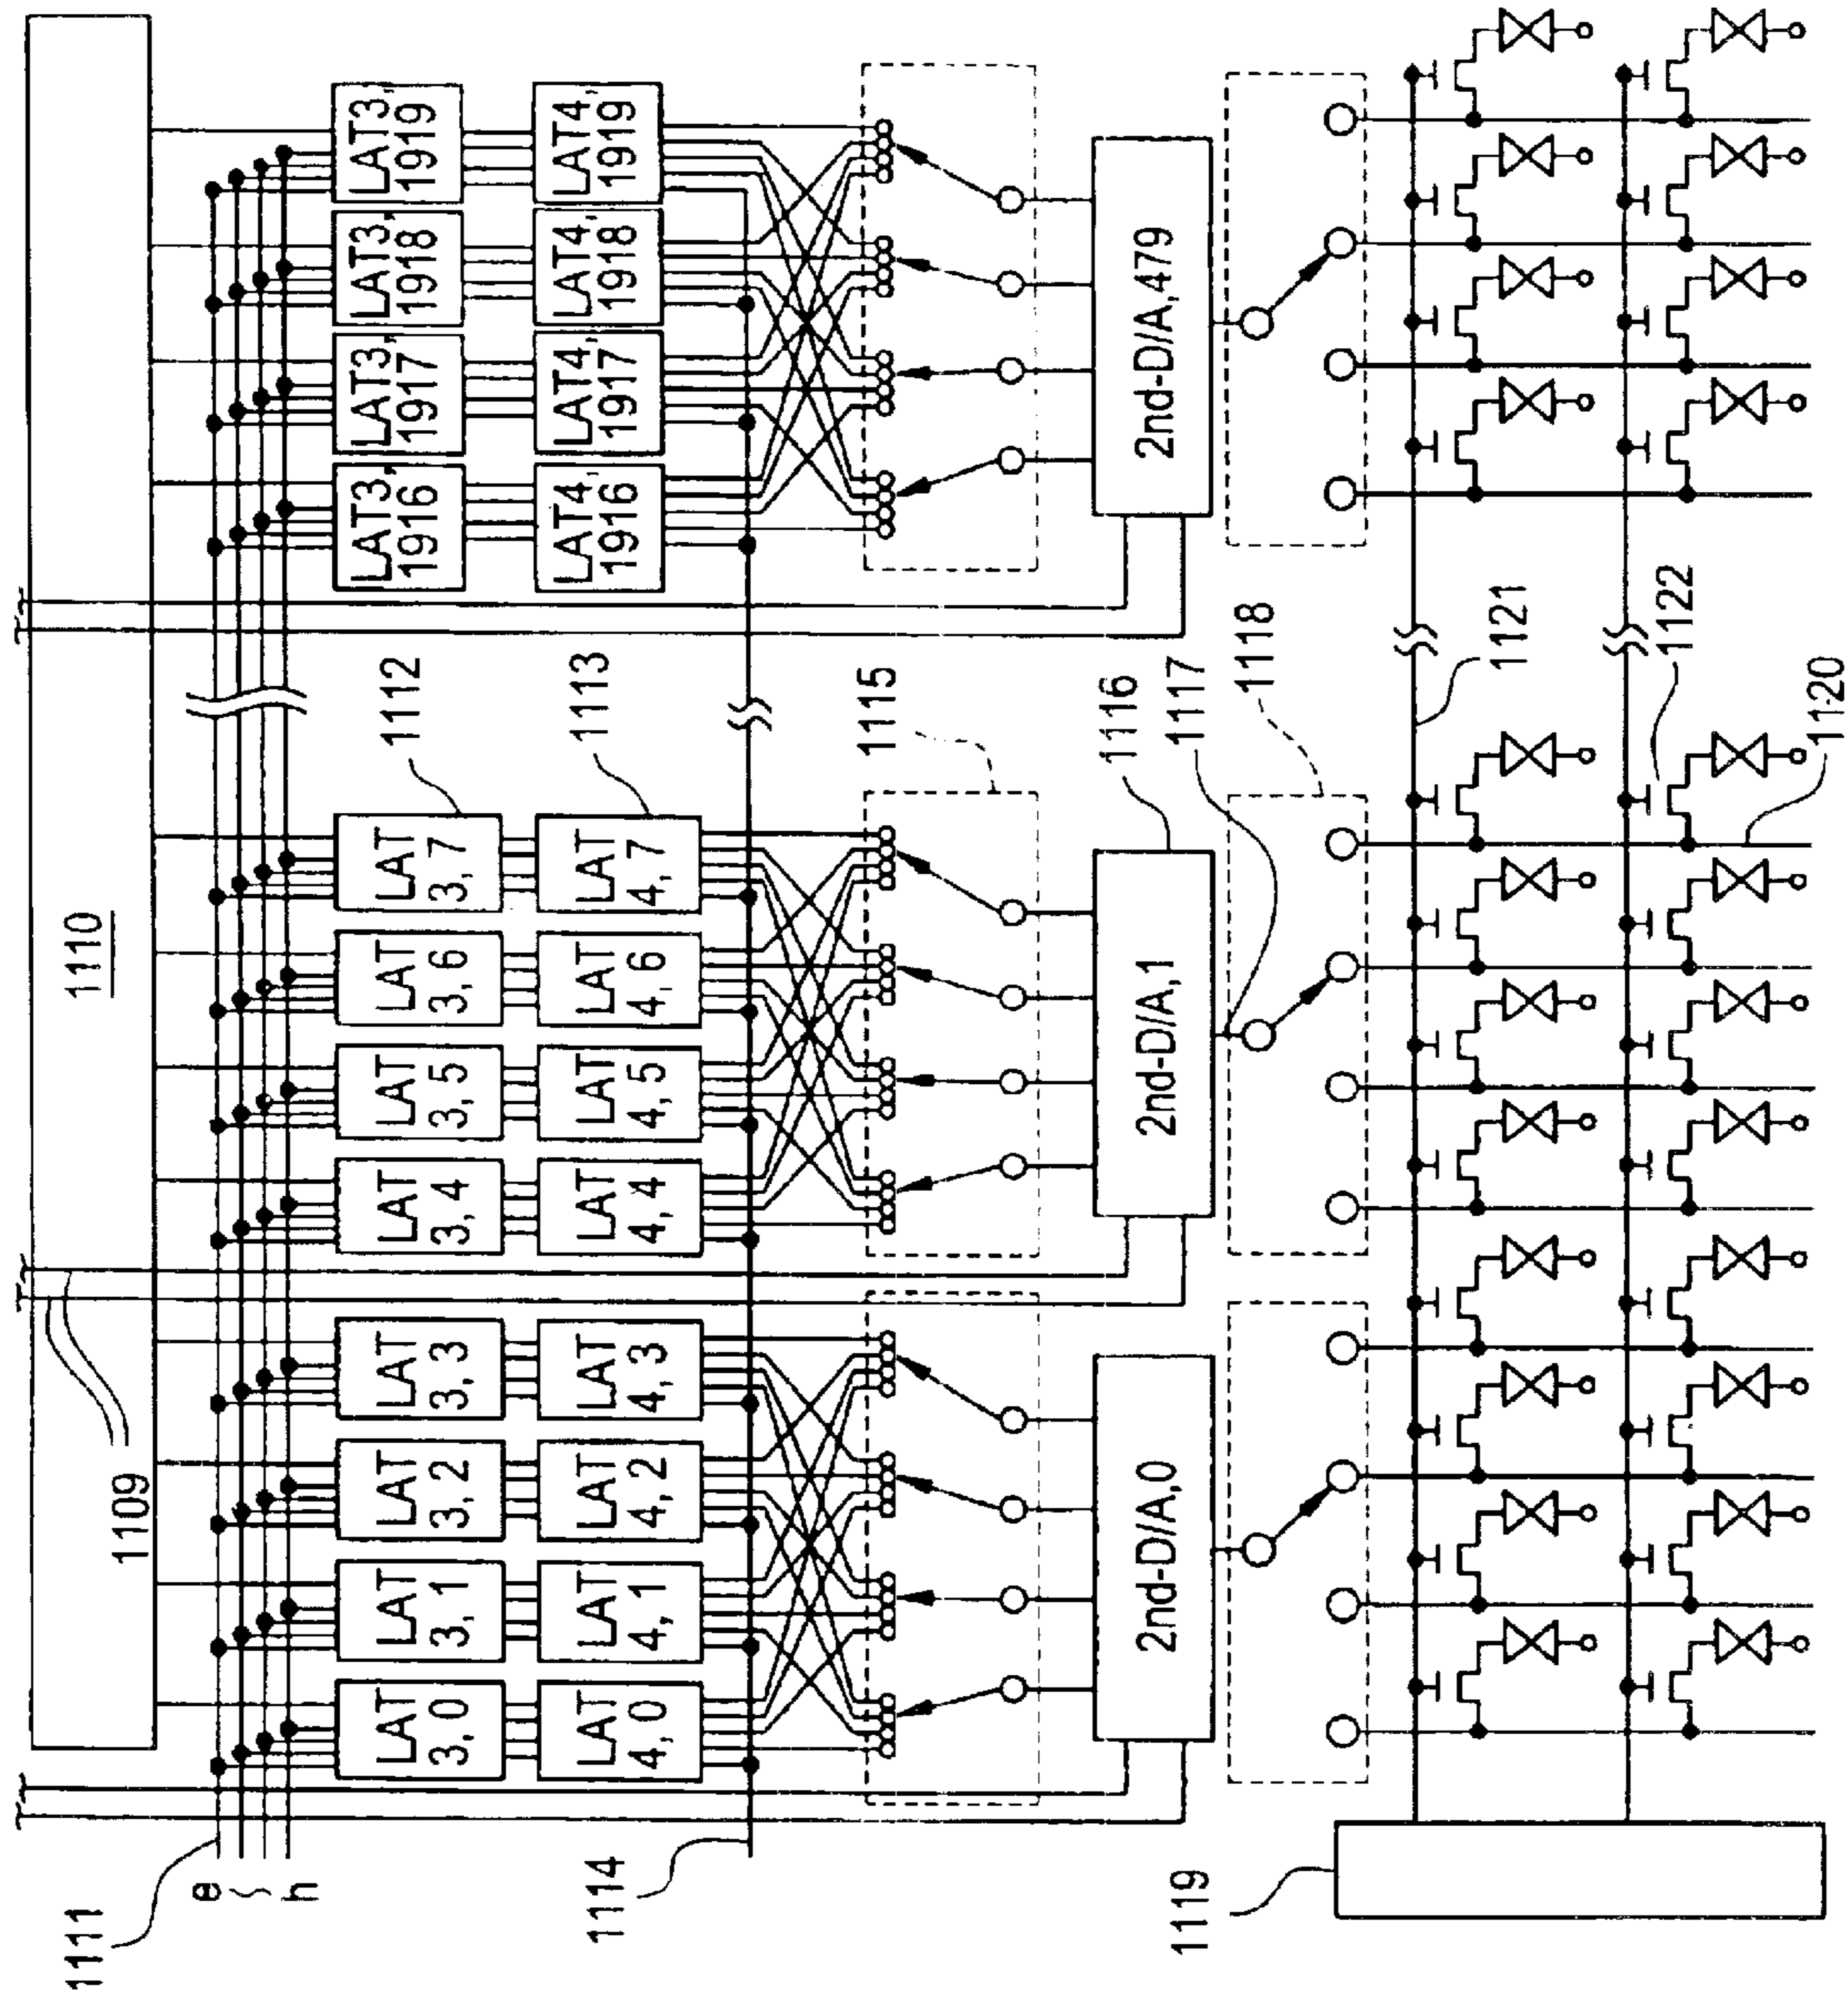 1110
1109
1111
e ~ h
LAT 3, 0
LAT 3, 1
LAT 3, 2
LAT 3, 3
LAT 3, 4
LAT 3, 5
LAT 3, 6
LAT 3, 7
1112
LAT3, 1916
LAT3, 1917
LAT3, 1918
LAT3, 1919
LAT 4, 0
LAT 4, 1
LAT 4, 2
LAT 4, 3
LAT 4, 4
LAT 4, 5
LAT 4, 6
LAT 4, 7
1113
LAT4, 1916
LAT4, 1917
LAT4, 1918
LAT4, 1919
1114
1115
2nd-D/A,0
2nd-D/A,1
1116
2nd-D/A,479
1117
1118
1119
1121
1122
1120